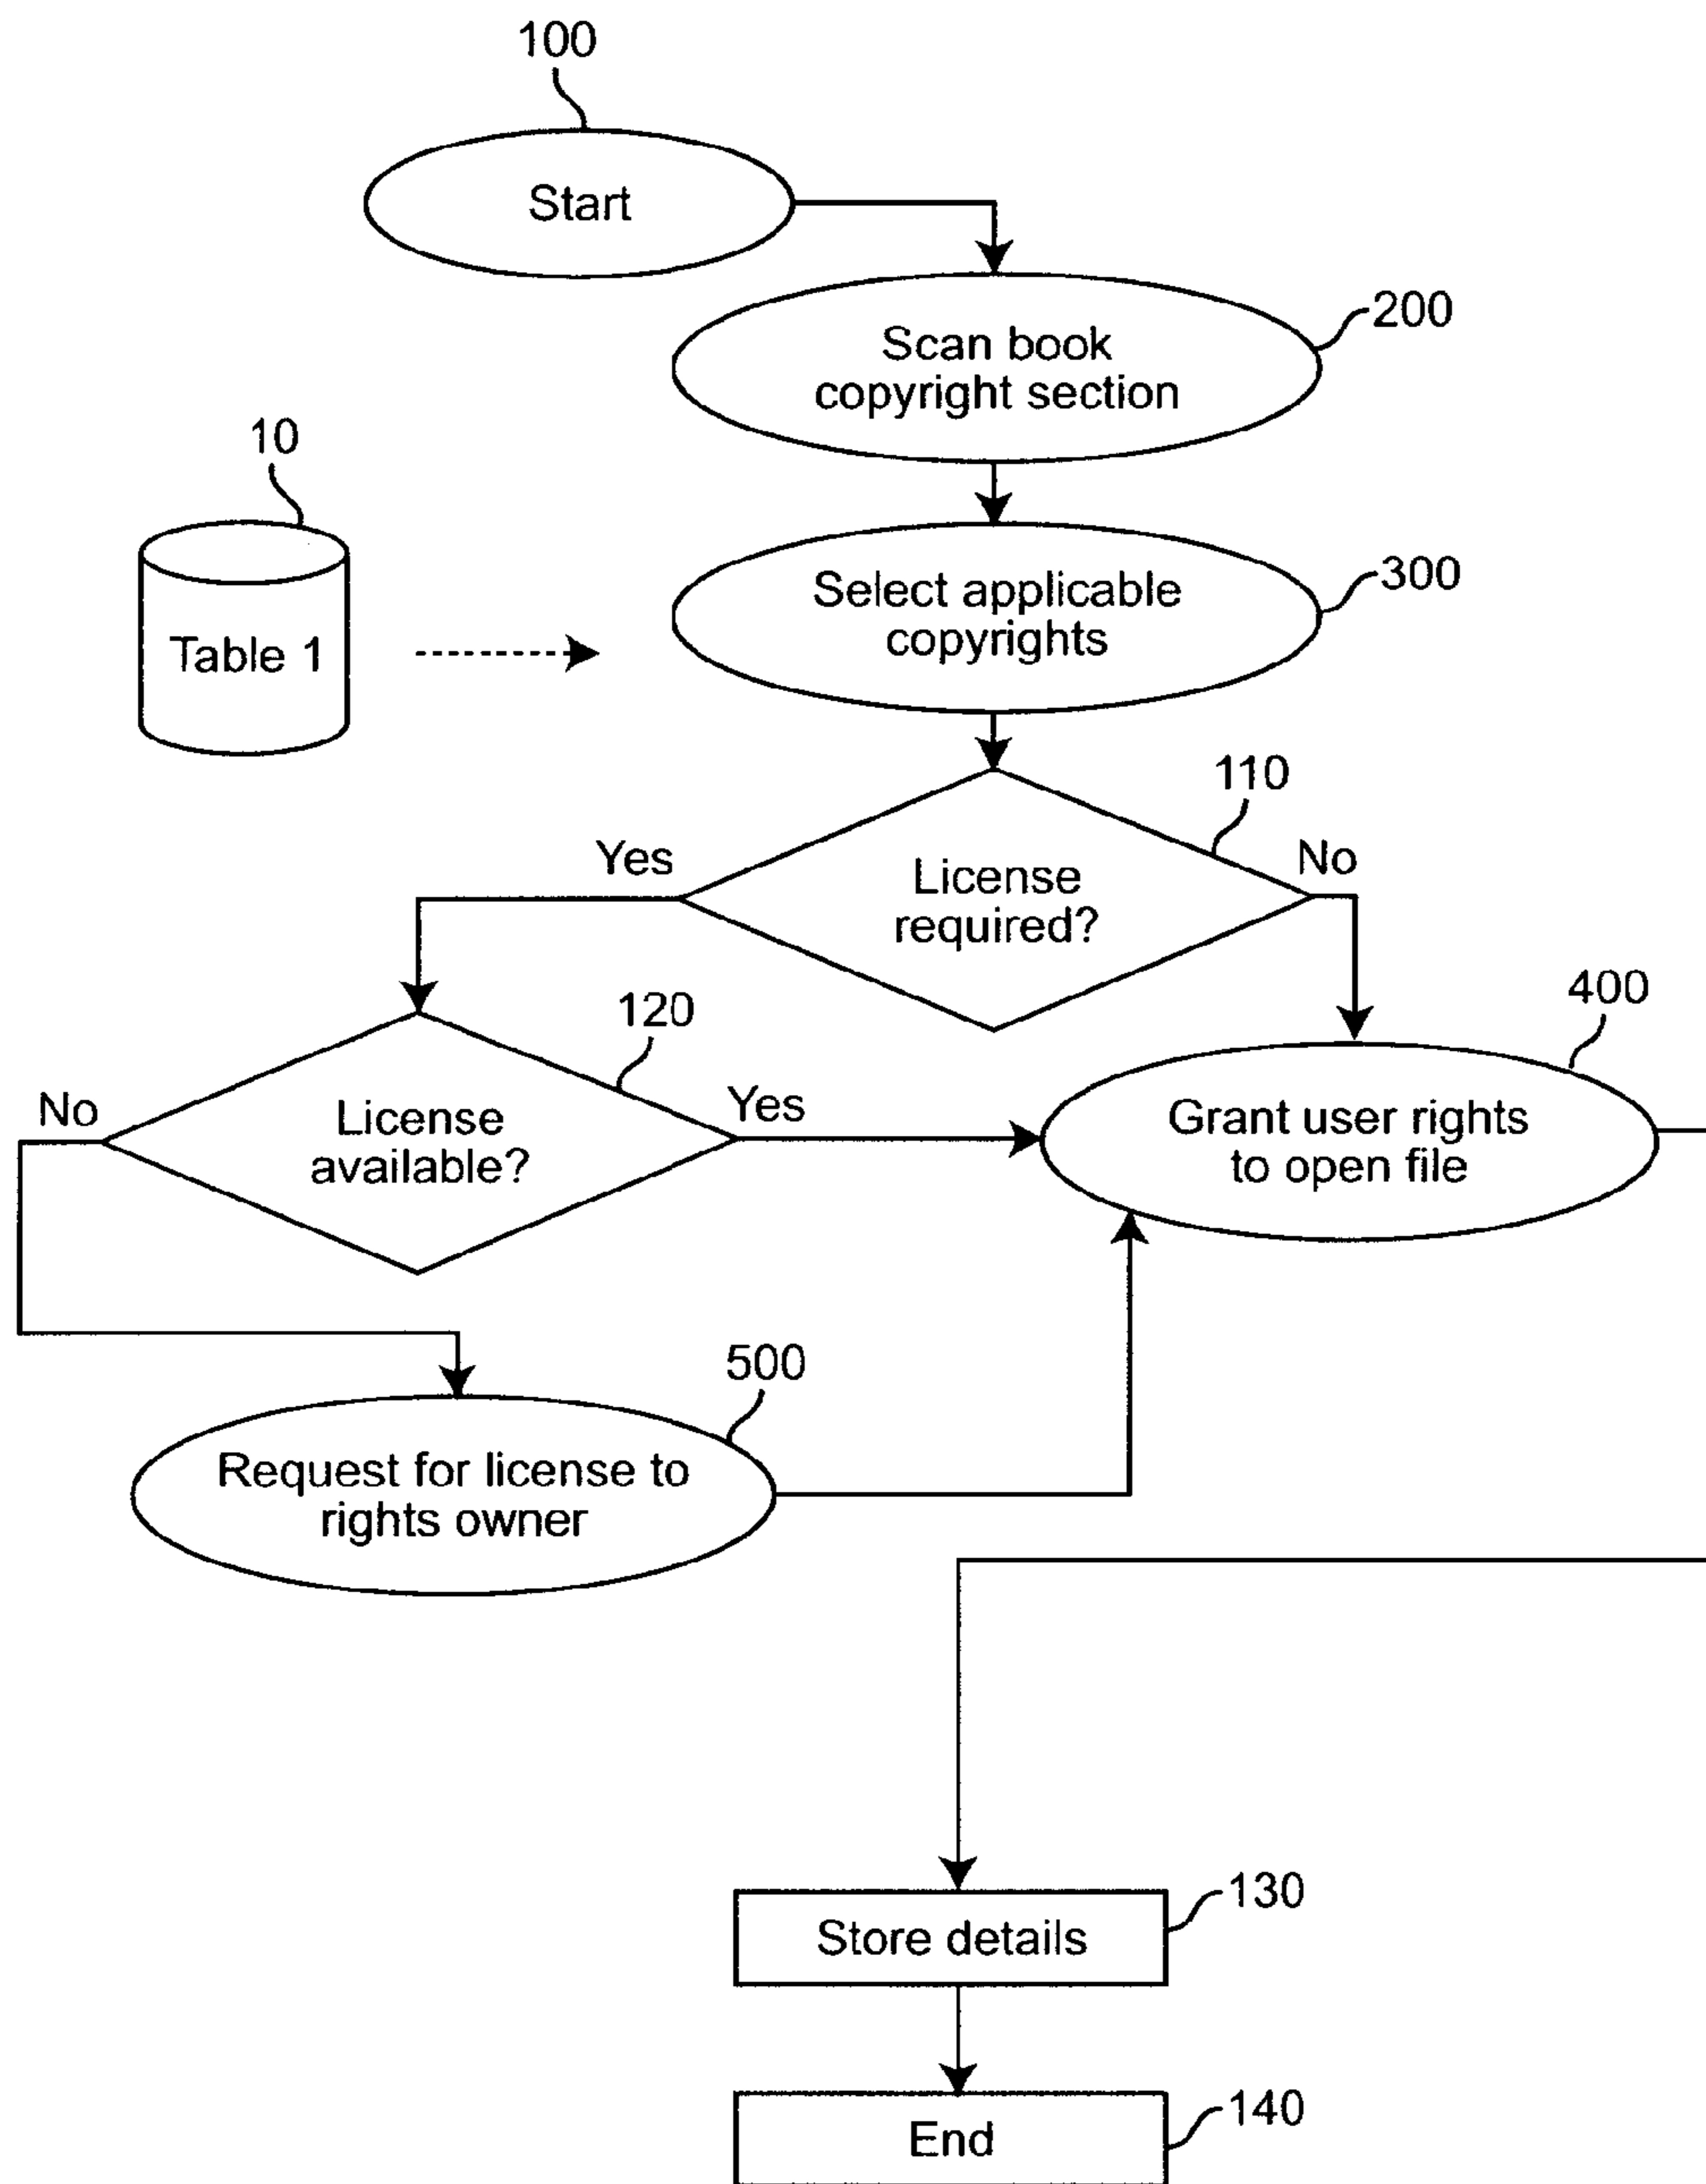 100
Start
200
Scan book
copyright section
10
Table 1
300
Select applicable
copyrights
110
Yes
No
License
required?
120
400
No
Yes
License
available?
Grant user rights
to open file
500
Request for license to
rights owner
130
Store details
140
End